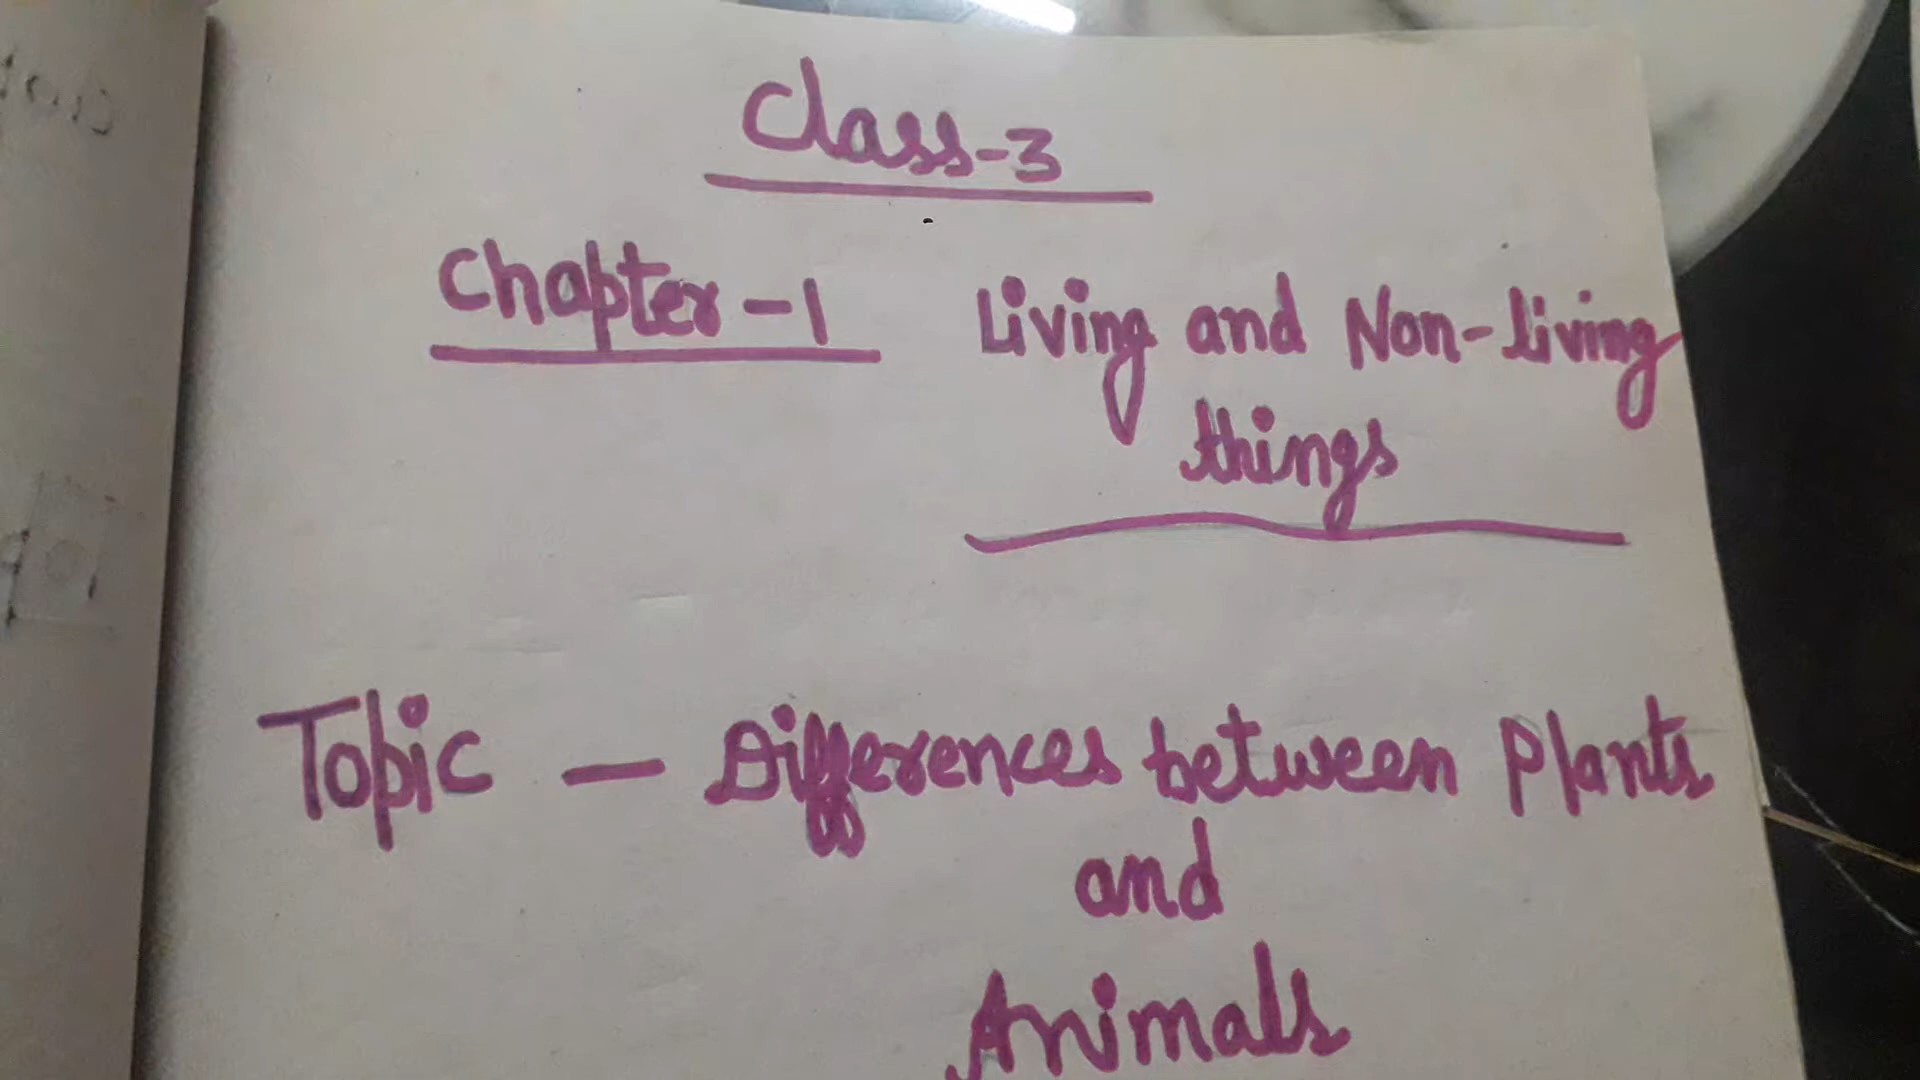 Class-3
Chapter-1 Living and Non-living
things
Topic — Differences between Plants
and
Animals